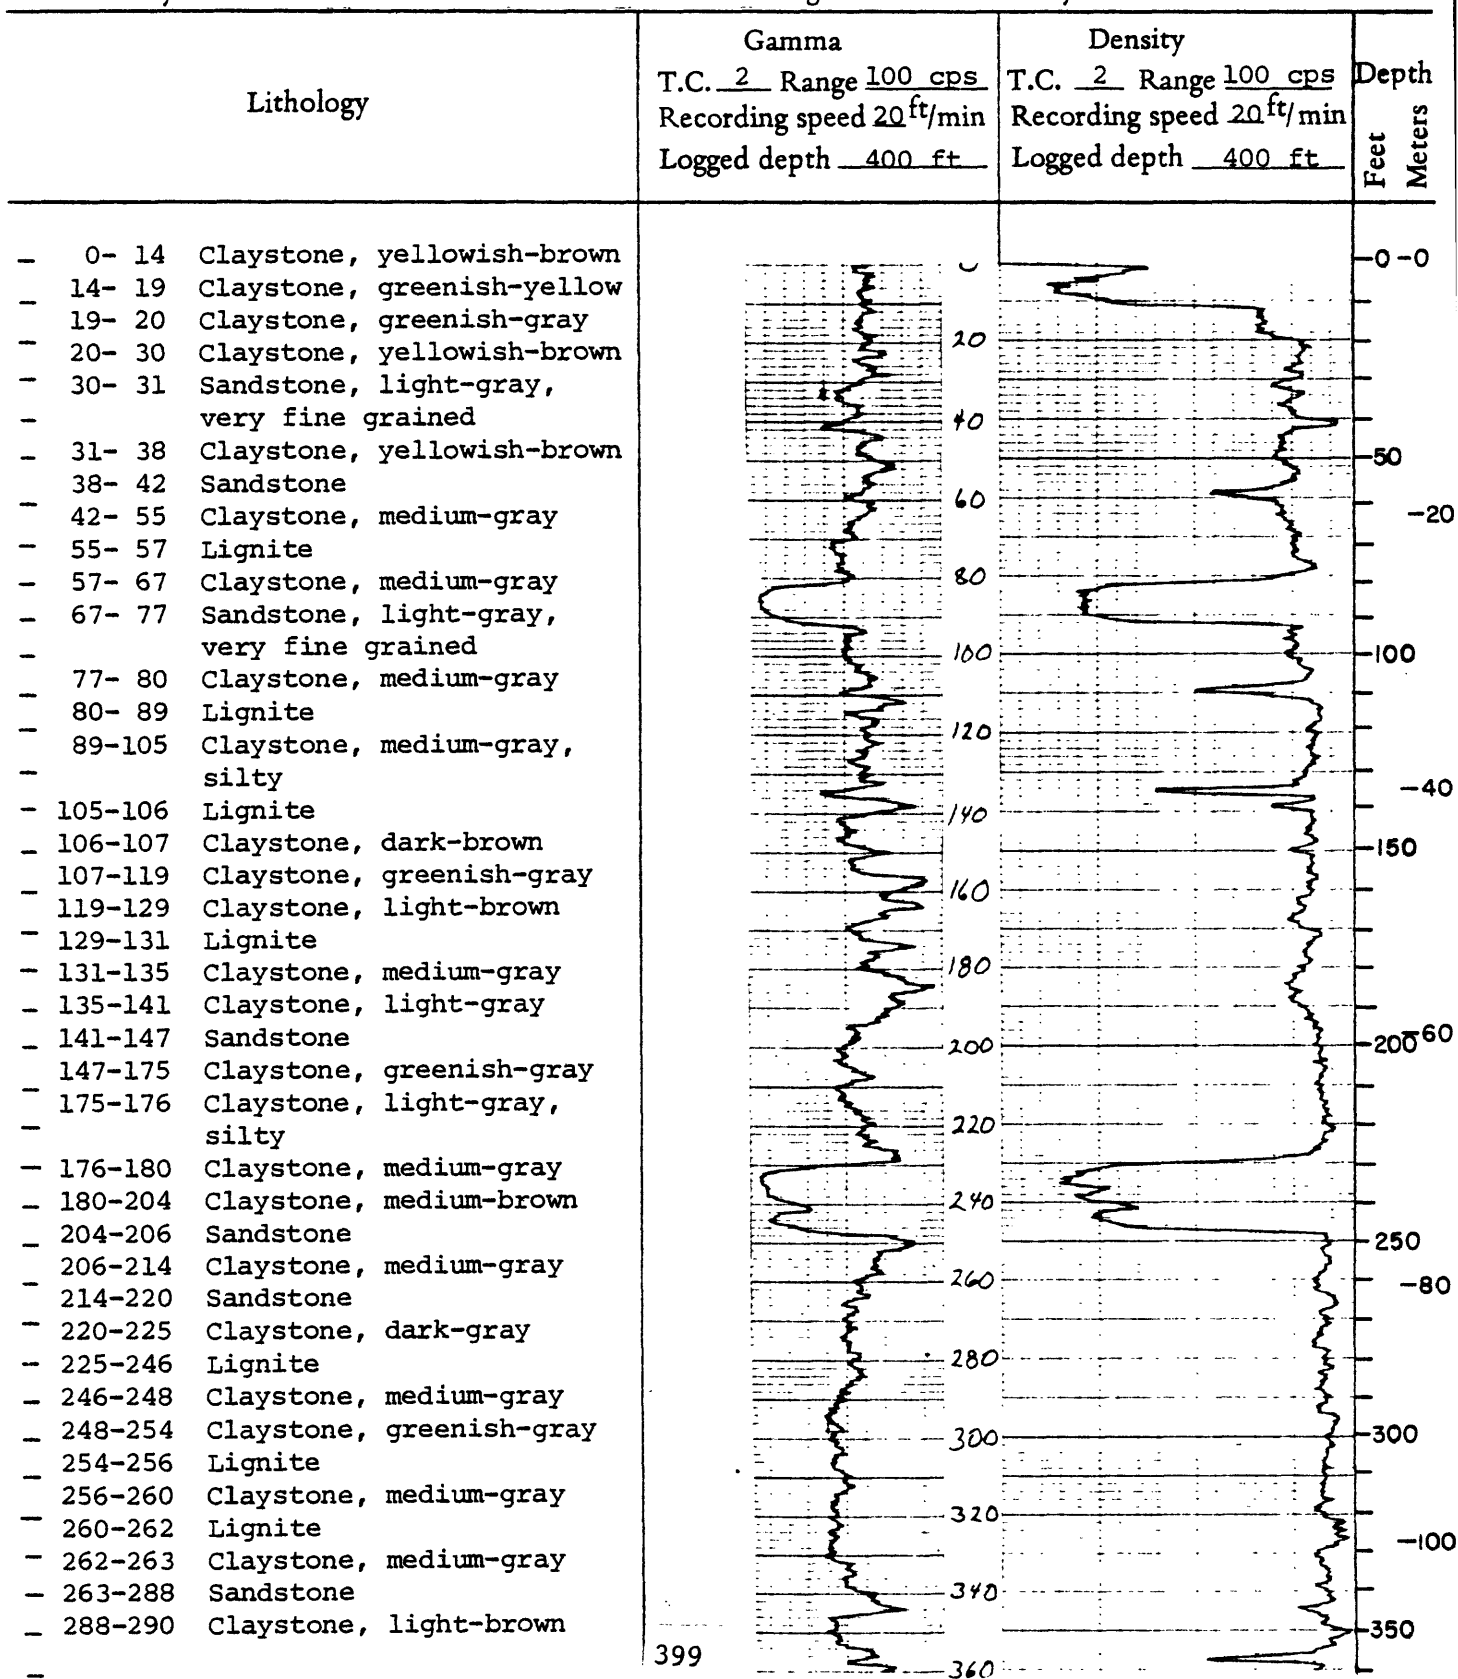 Lithology
Gamma
T.C. 2 Range 100 cps
Recording speed 20 ft/min
Logged depth 400 ft
Density
T.C. 2 Range 100 cps
Recording speed 20 ft/min
Logged depth 400 ft
Depth
Feet
Meters
0- 14 Claystone, yellowish-brown
14- 19 Claystone, greenish-yellow
19- 20 Claystone, greenish-gray
20- 30 Claystone, yellowish-brown
30- 31 Sandstone, light-gray,
very fine grained
31- 38 Claystone, yellowish-brown
38- 42 Sandstone
42- 55 Claystone, medium-gray
55- 57 Lignite
57- 67 Claystone, medium-gray
67- 77 Sandstone, light-gray,
very fine grained
77- 80 Claystone, medium-gray
80- 89 Lignite
89-105 Claystone, medium-gray,
silty
105-106 Lignite
106-107 Claystone, dark-brown
107-119 Claystone, greenish-gray
119-129 Claystone, light-brown
129-131 Lignite
131-135 Claystone, medium-gray
135-141 Claystone, light-gray
141-147 Sandstone
147-175 Claystone, greenish-gray
175-176 Claystone, light-gray,
silty
176-180 Claystone, medium-gray
180-204 Claystone, medium-brown
204-206 Sandstone
206-214 Claystone, medium-gray
214-220 Sandstone
220-225 Claystone, dark-gray
225-246 Lignite
246-248 Claystone, medium-gray
248-254 Claystone, greenish-gray
254-256 Lignite
256-260 Claystone, medium-gray
260-262 Lignite
262-263 Claystone, medium-gray
263-288 Sandstone
288-290 Claystone, light-brown
399
20
40
60
80
100
120
140
160
180
200
220
240
260
280
300
320
340
360
0 -0
50
-20
100
-40
150
200 -60
250
-80
300
-100
350